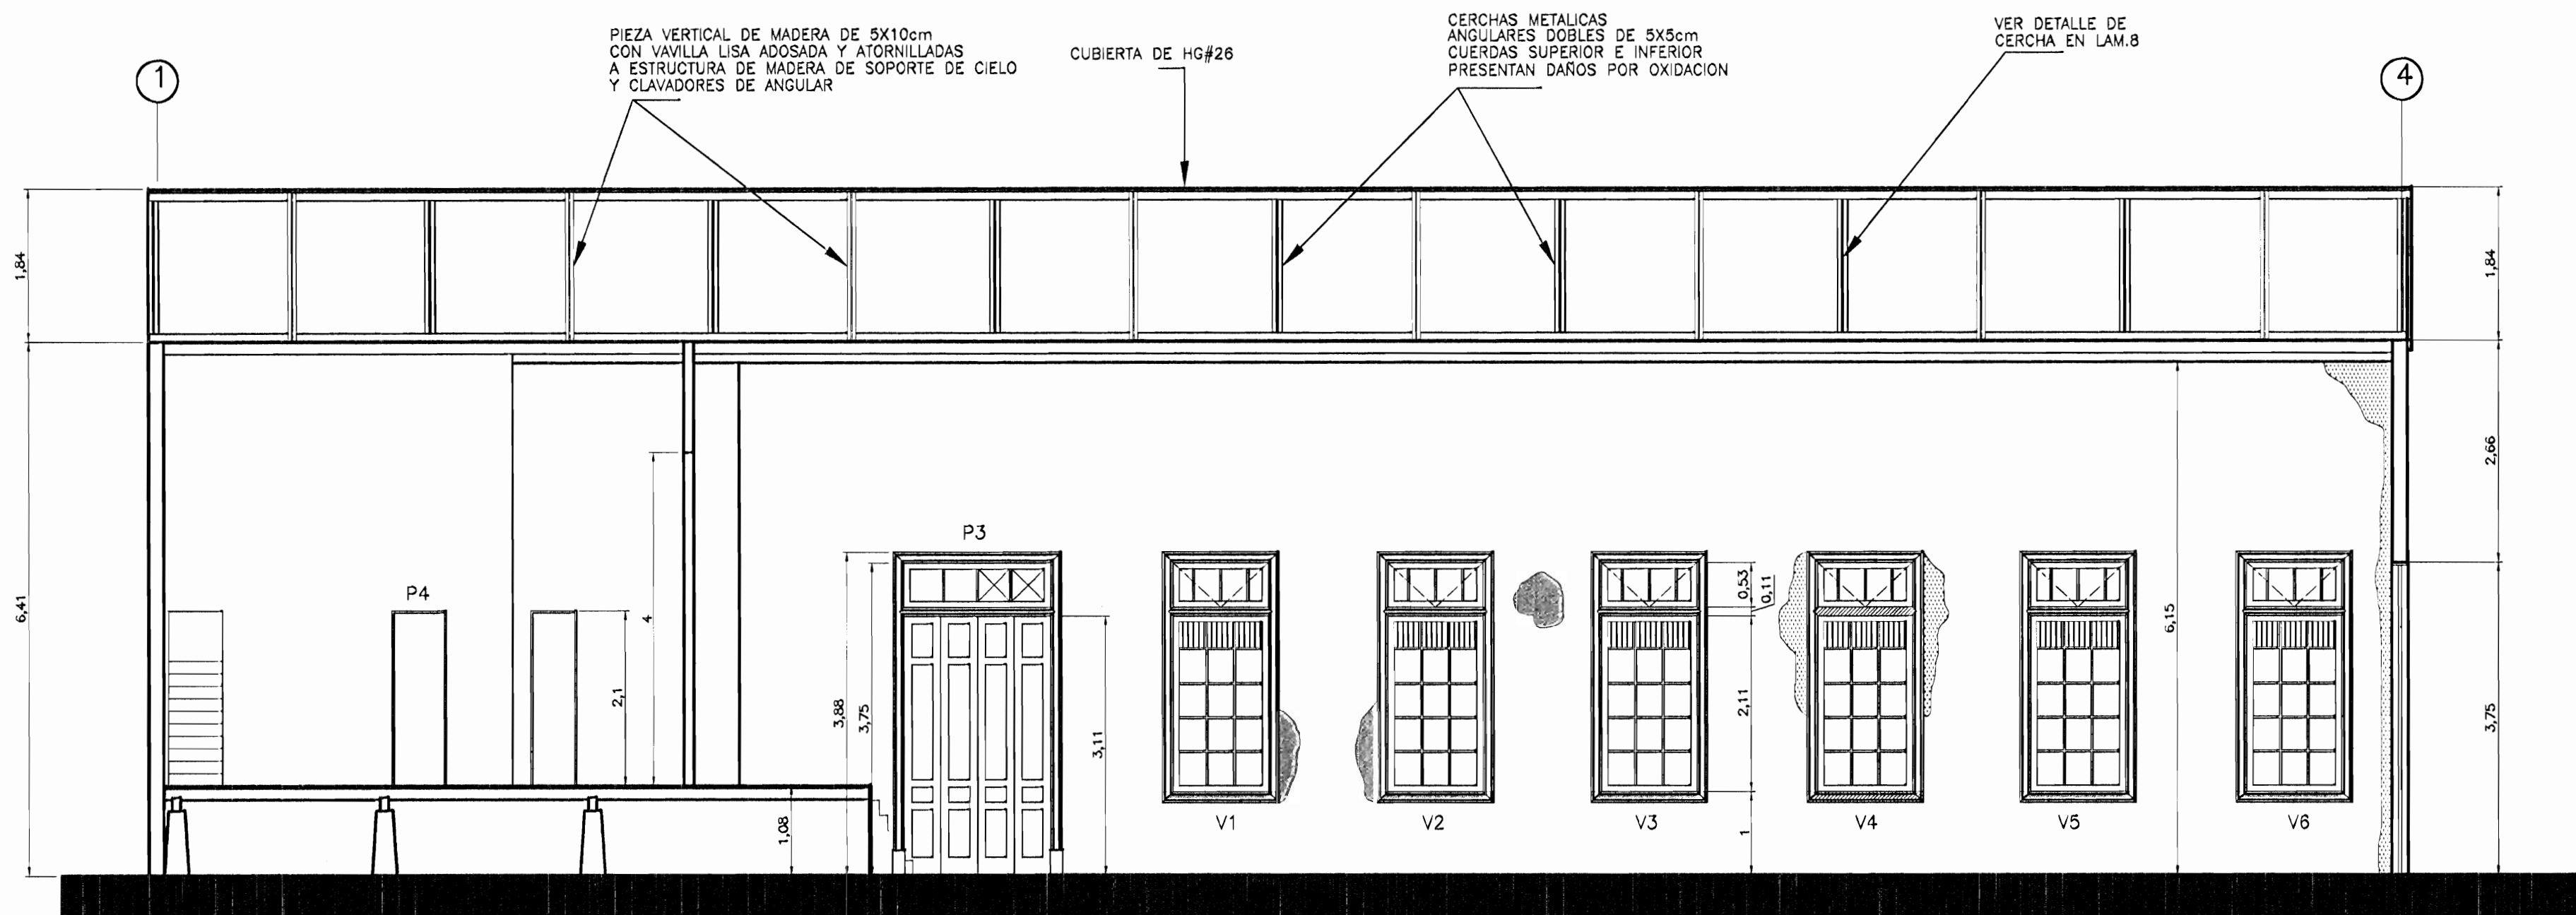 PIEZA VERTICAL DE MADERA DE 5X10cm
CON VAVILLA LISA ADOSADA Y ATORNILLADAS
A ESTRUCTURA DE MADERA DE SOPORTE DE CIELO
Y CLAVADORES DE ANGULAR
CUBIERTA DE HG#26
CERCHAS METALICAS
ANGULARES DOBLES DE 5X5cm
CUERDAS SUPERIOR E INFERIOR
PRESENTAN DAÑOS POR OXIDACION
VER DETALLE DE
CERCHA EN LAM.8
1
4
1,84
1,84
6,41
P4
2,1
4
P3
3,88
3,75
3,11
1,08
0,53
0,11
2,11
1
6,15
2,66
3,75
V1
V2
V3
V4
V5
V6